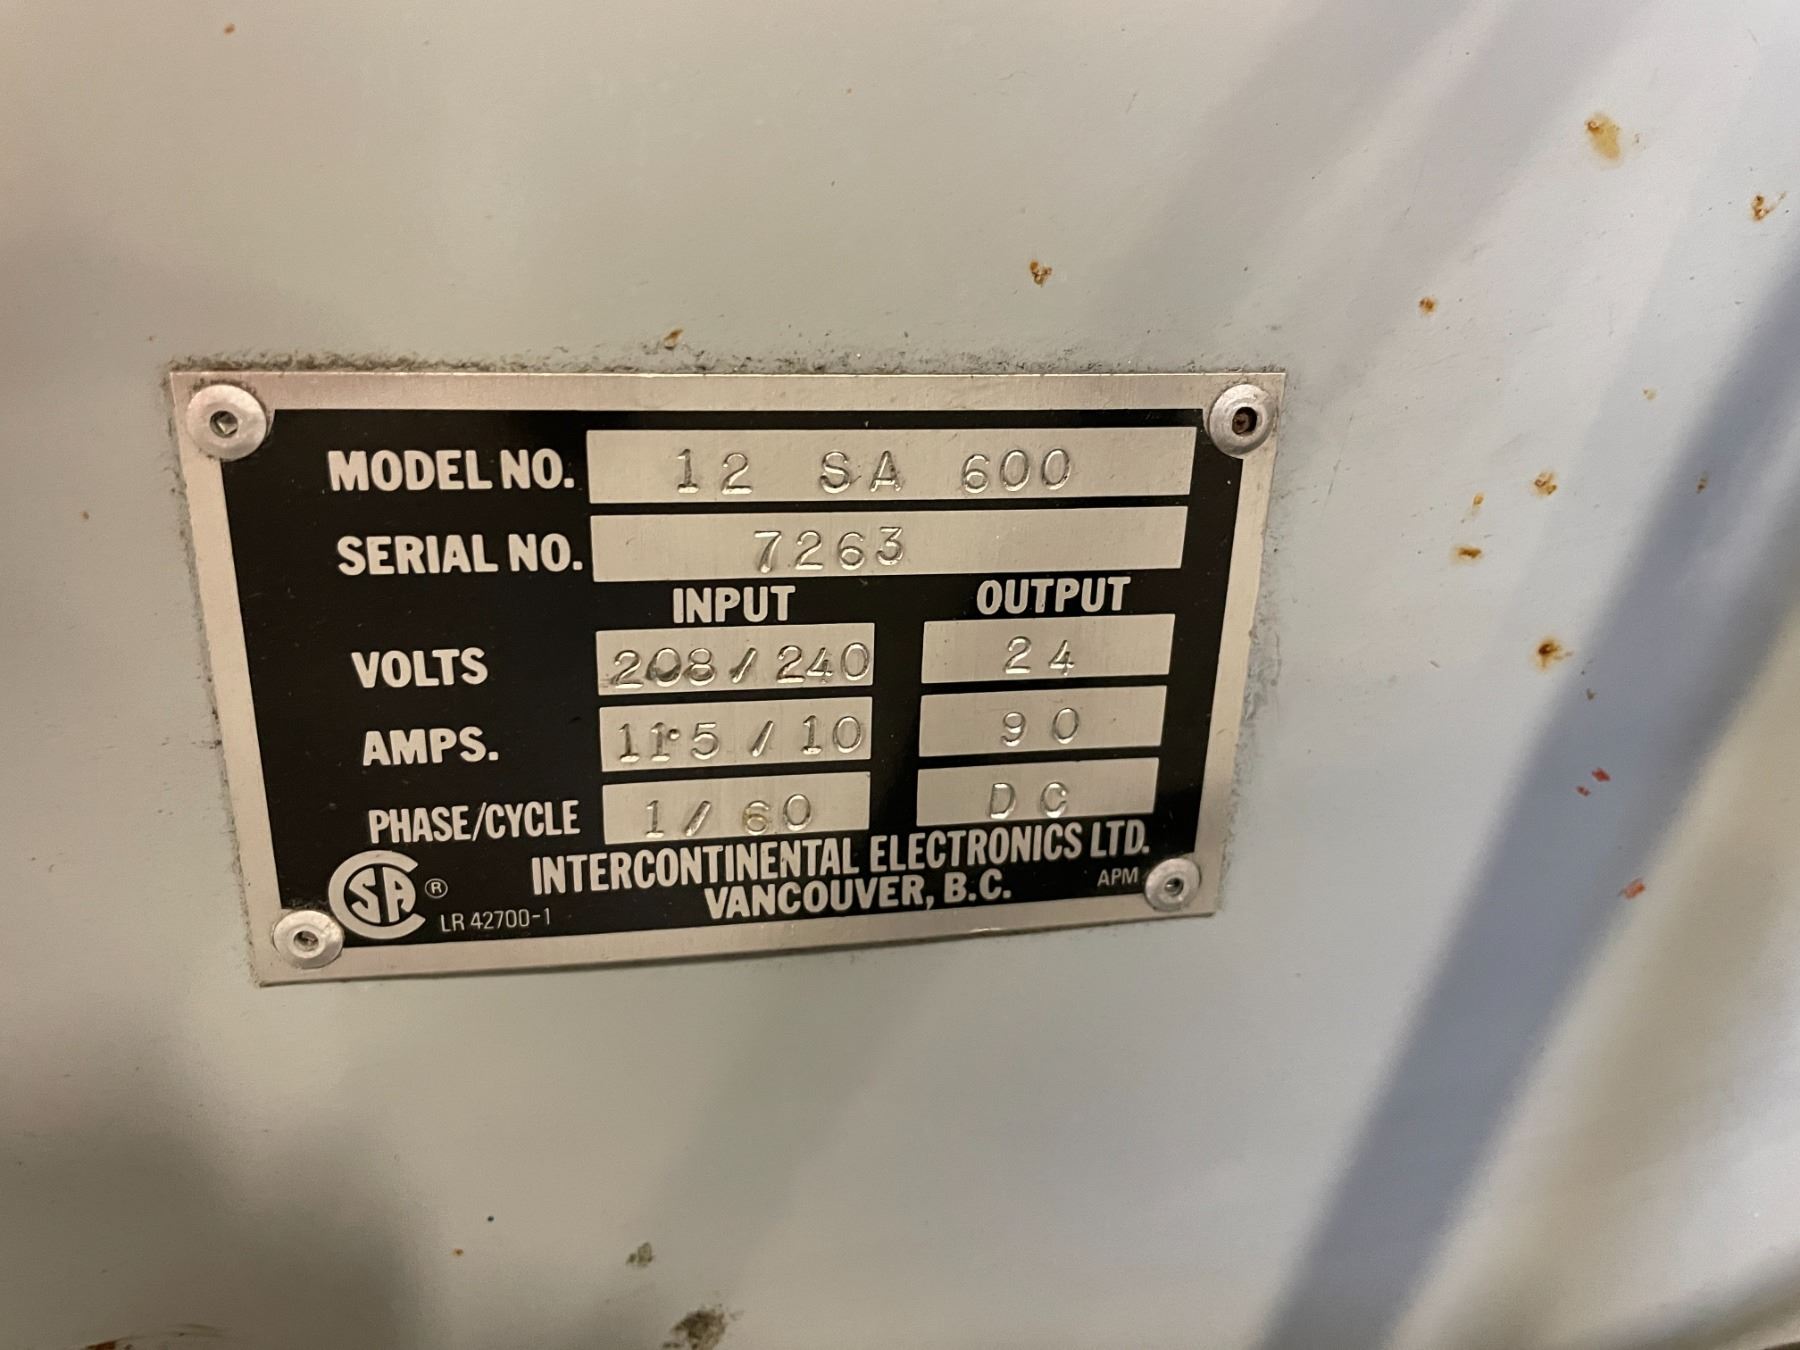 MODEL NO. 12 SA 600
SERIAL NO. 7263
INPUT OUTPUT
VOLTS 208/240 24
AMPS. 11.5/10 90
PHASE/CYCLE 1/60 DC
INTERCONTINENTAL ELECTRONICS LTD.
VANCOUVER, B.C. APM
CSA ® LR 42700-1